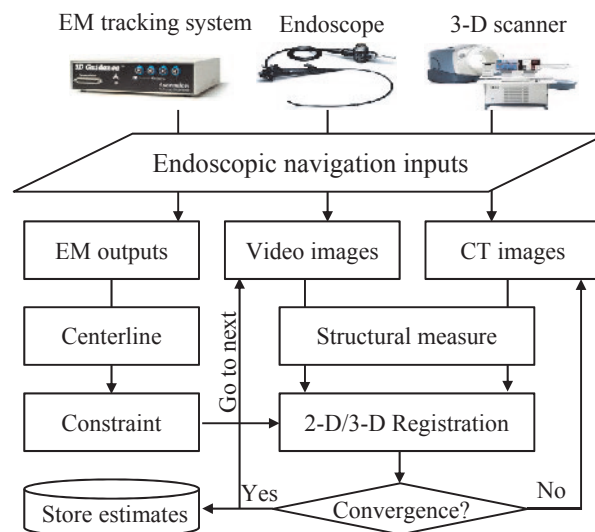 EM tracking system
Endoscope
3-D scanner
3D Guidance
Endoscopic navigation inputs
EM outputs
Video images
CT images
Centerline
Structural measure
Go to next
Constraint
2-D/3-D Registration
Store estimates
Yes
Convergence?
No